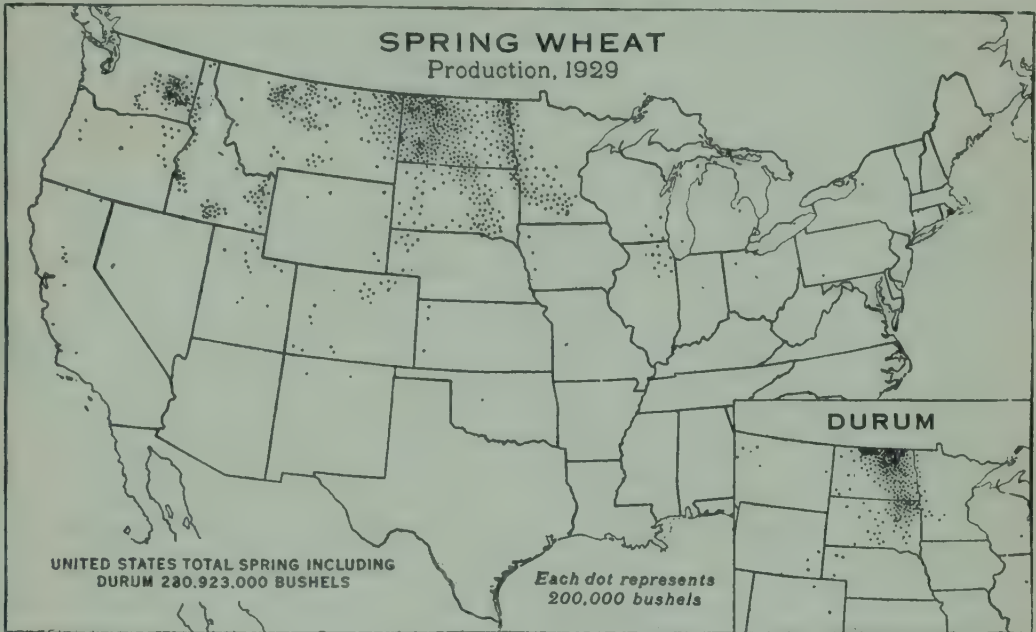 SPRING WHEAT
Production, 1929
DURUM
UNITED STATES TOTAL SPRING INCLUDING
DURUM 280.923.000 BUSHELS
Each dot represents
200,000 bushels